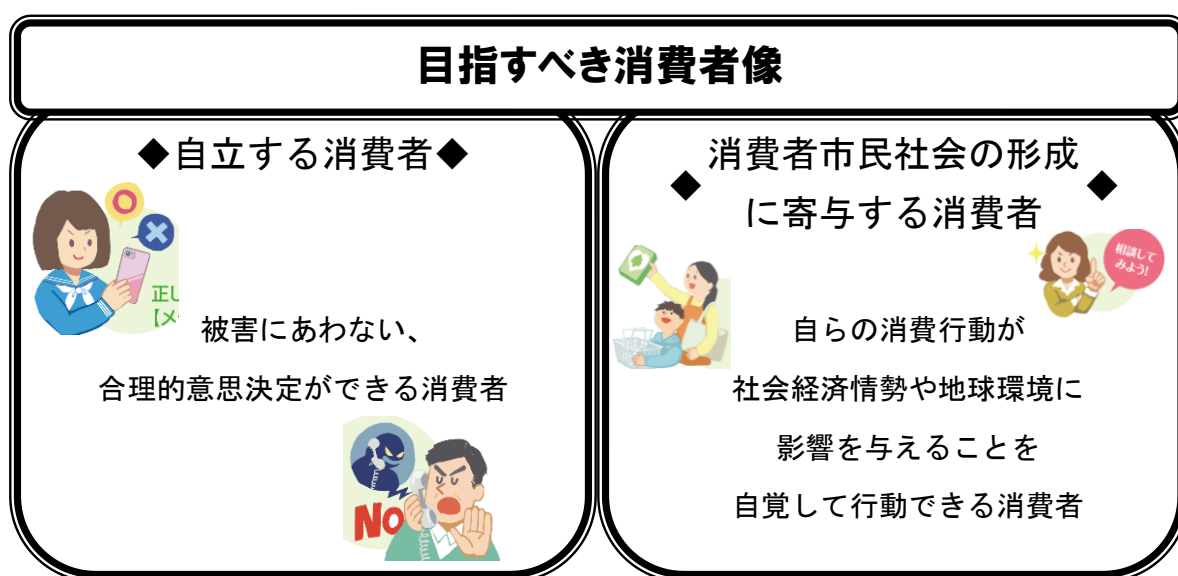 目指すべき消費者像
◆自立する消費者◆
正し
【メ
被害にあわない、
合理的意思決定ができる消費者
NO
消費者市民社会の形成
◆ ◆
に寄与する消費者
相談して
みよう!
自らの消費行動が
社会経済情勢や地球環境に
影響を与えることを
自覚して行動できる消費者